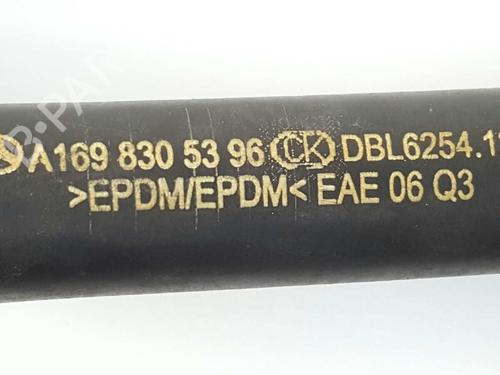 A169 830 53 96 CK DBL6254.1
>EPDM/EPDM< EAE 06 Q3